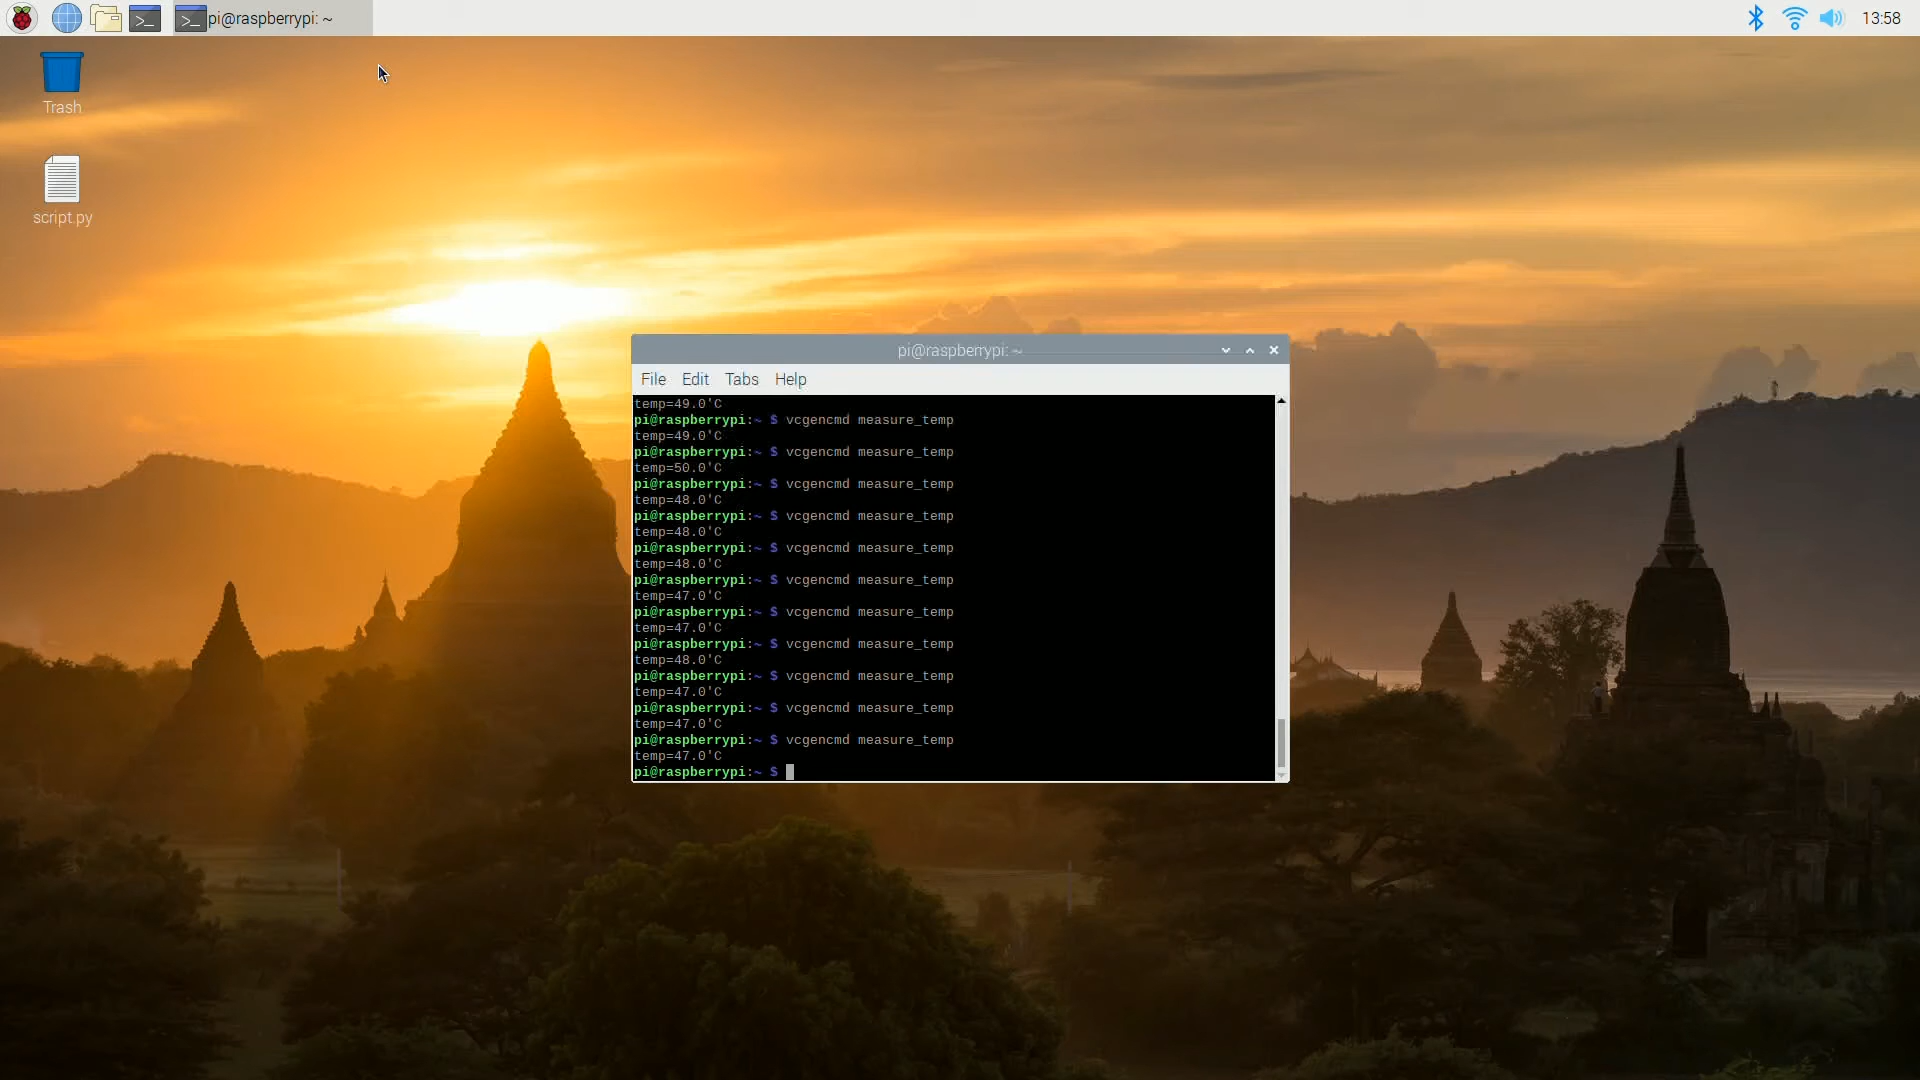 pi@raspberrypi: ~
13:58
Trash
script.py
pi@raspberrypi: ~
File Edit Tabs Help
temp=49.0'C
pi@raspberrypi:~ $ vcgencmd measure_temp
temp=49.0'C
pi@raspberrypi:~ $ vcgencmd measure_temp
temp=50.0'C
pi@raspberrypi:~ $ vcgencmd measure_temp
temp=48.0'C
pi@raspberrypi:~ $ vcgencmd measure_temp
temp=48.0'C
pi@raspberrypi:~ $ vcgencmd measure_temp
temp=48.0'C
pi@raspberrypi:~ $ vcgencmd measure_temp
temp=47.0'C
pi@raspberrypi:~ $ vcgencmd measure_temp
temp=47.0'C
pi@raspberrypi:~ $ vcgencmd measure_temp
temp=48.0'C
pi@raspberrypi:~ $ vcgencmd measure_temp
temp=47.0'C
pi@raspberrypi:~ $ vcgencmd measure_temp
temp=47.0'C
pi@raspberrypi:~ $ vcgencmd measure_temp
temp=47.0'C
pi@raspberrypi:~ $